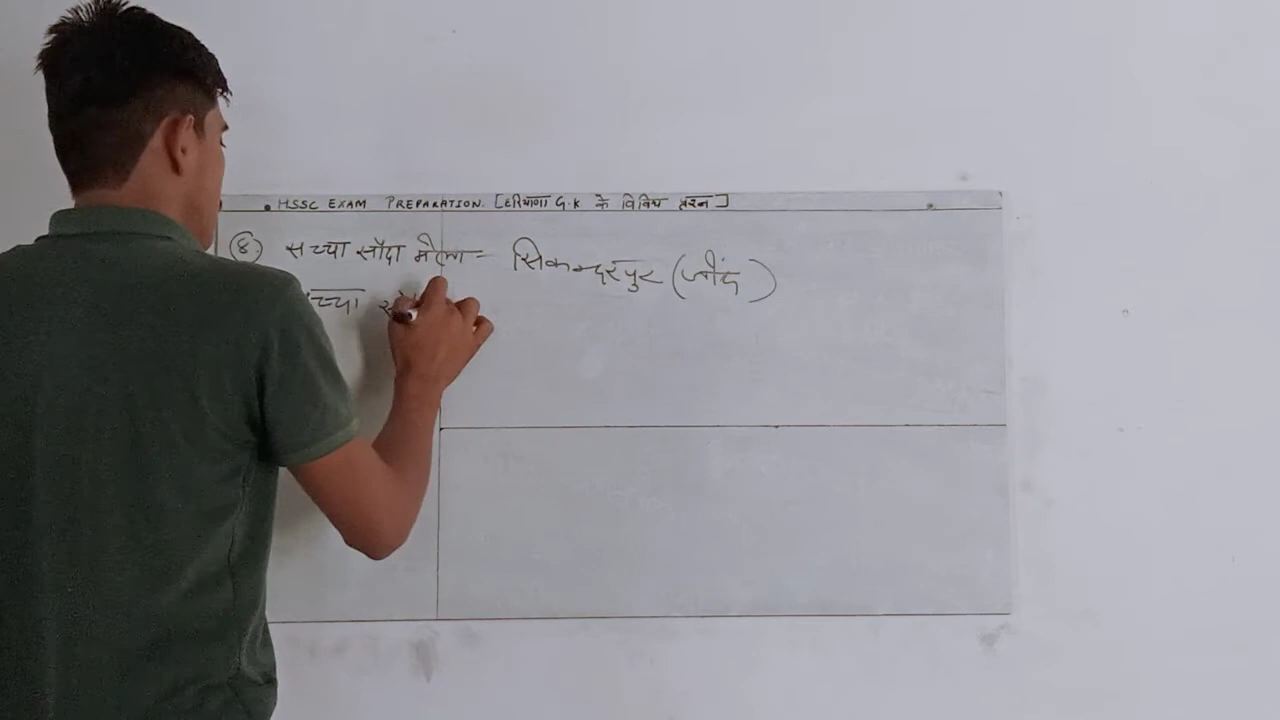 • HSSC EXAM PREPARATION. [हरियाणा G.K के विविध प्रश्न]
(8.) सच्चा सौदा मेला = सिकन्दरपुर (जींद)
सच्चा